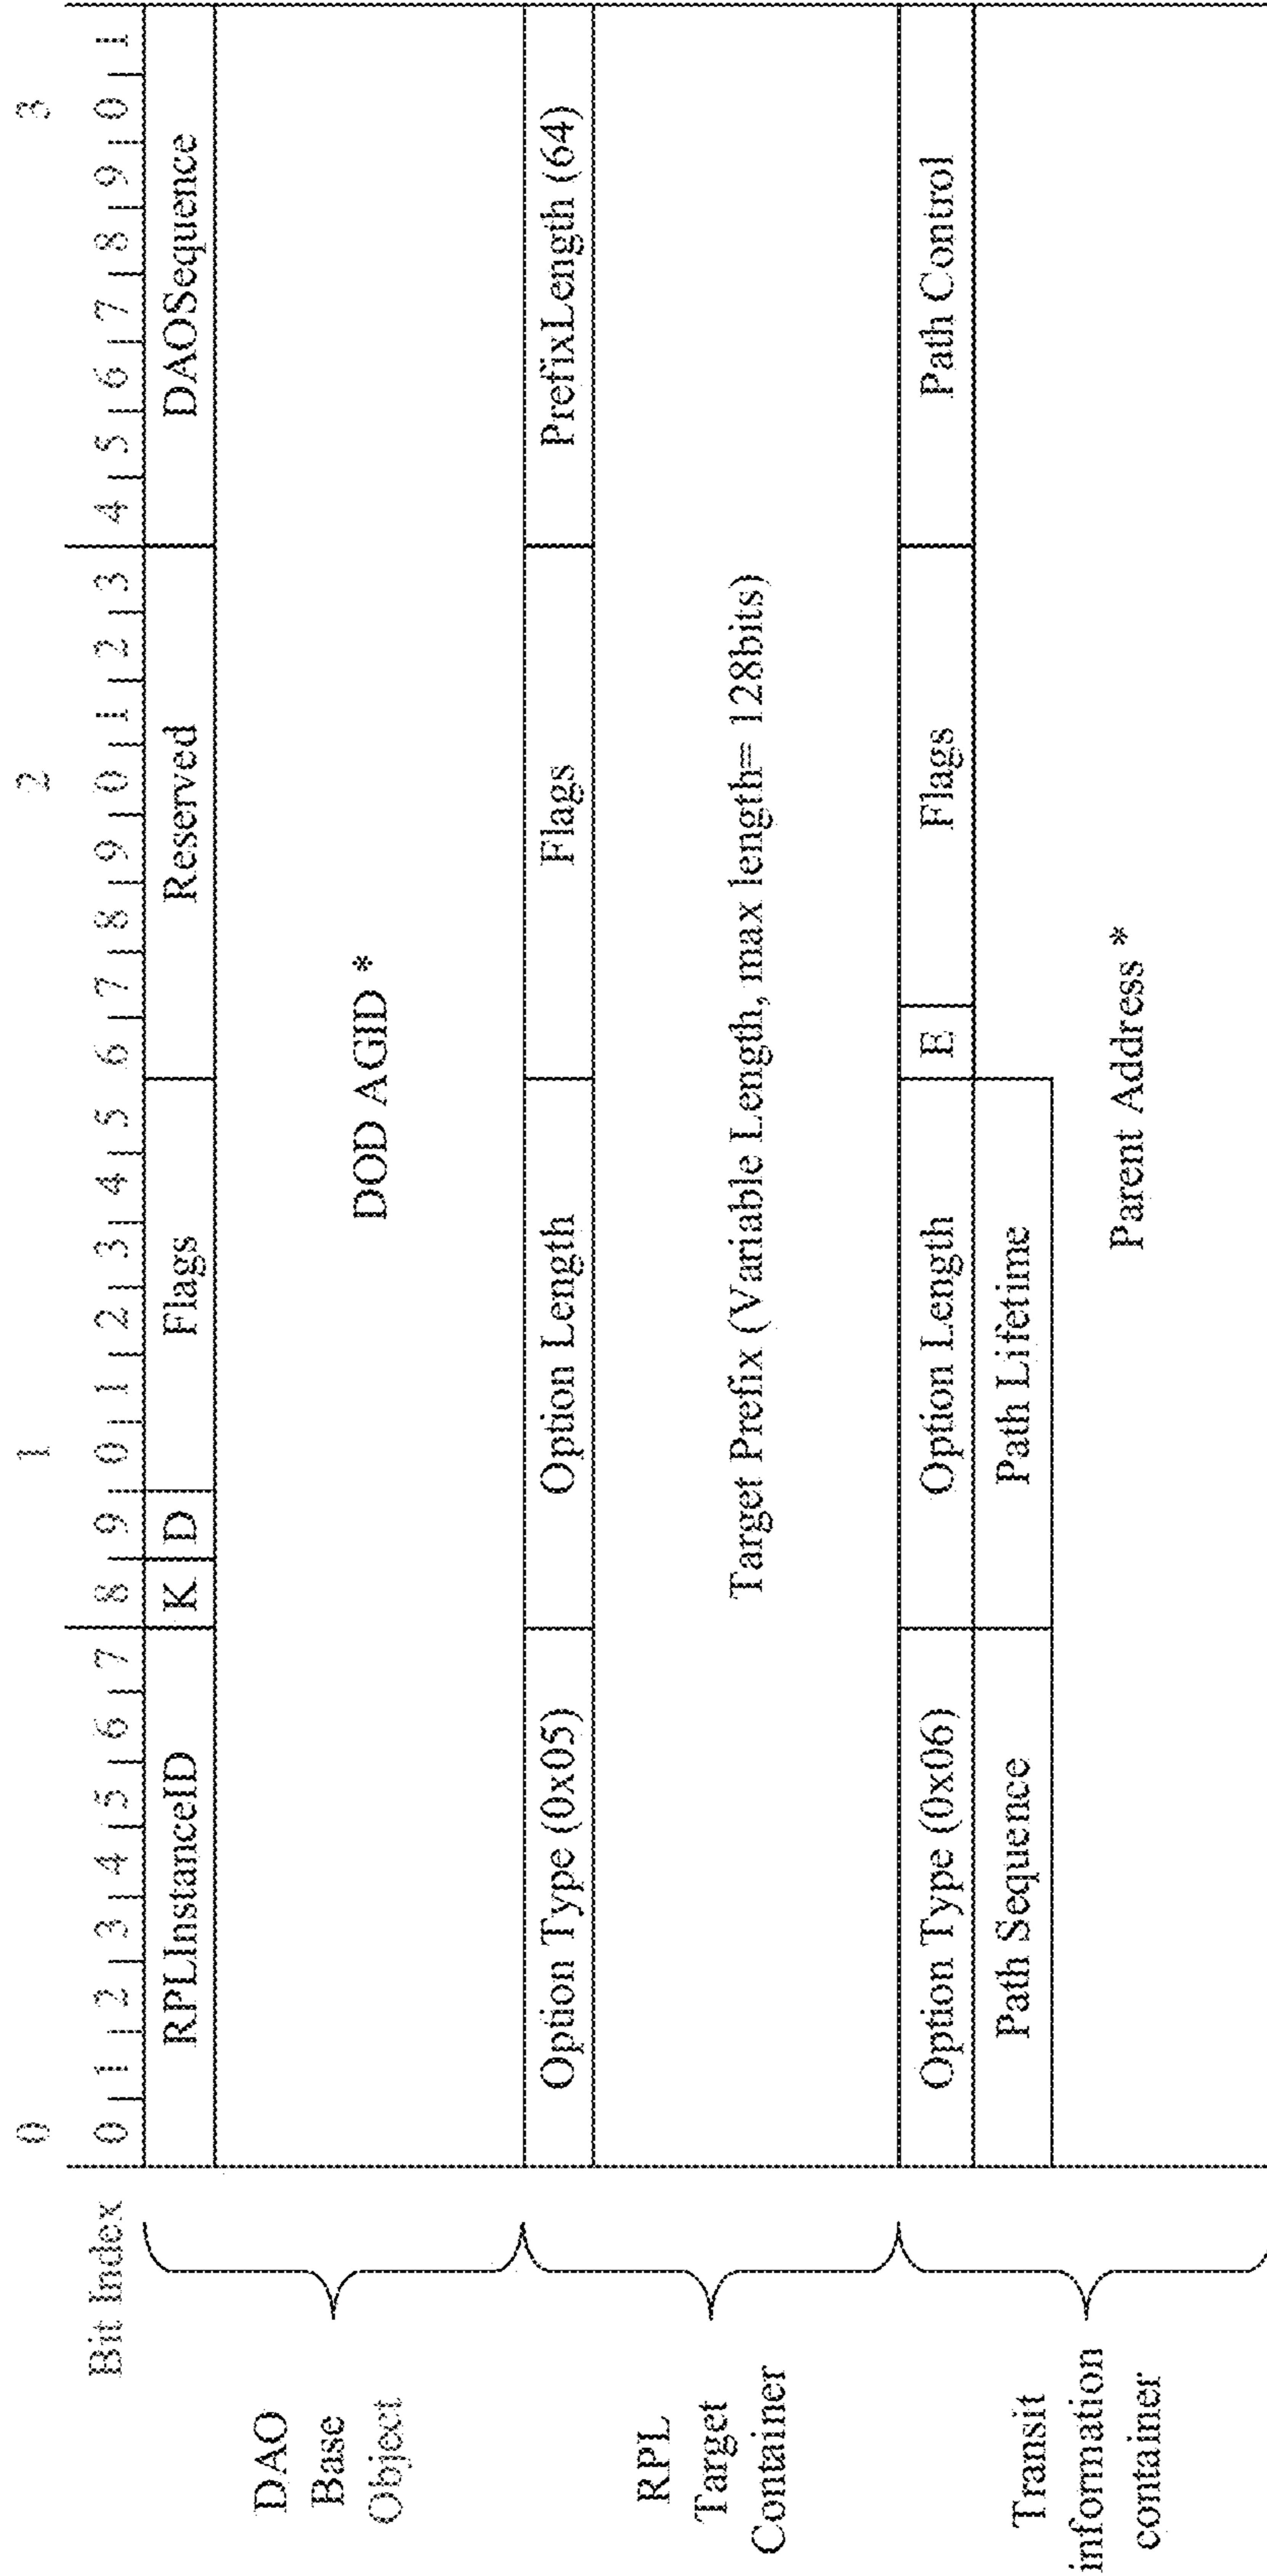 0 1 2 3
Bit Index 0 1 2 3 4 5 6 7 8 9 0 1 2 3 4 5 6 7 8 9 0 1 2 3 4 5 6 7 8 9 0 1
DAO
Base
Object
RPLInstanceID K D Flags Reserved DAOSequence
DOD AGID *
RPL
Target
Container
Option Type (0x05) Option Length Flags PrefixLength (64)
Target Prefix (Variable Length, max length= 128bits)
Transit
information
container
Option Type (0x06) Option Length E Flags Path Control
Path Sequence Path Lifetime
Parent Address *